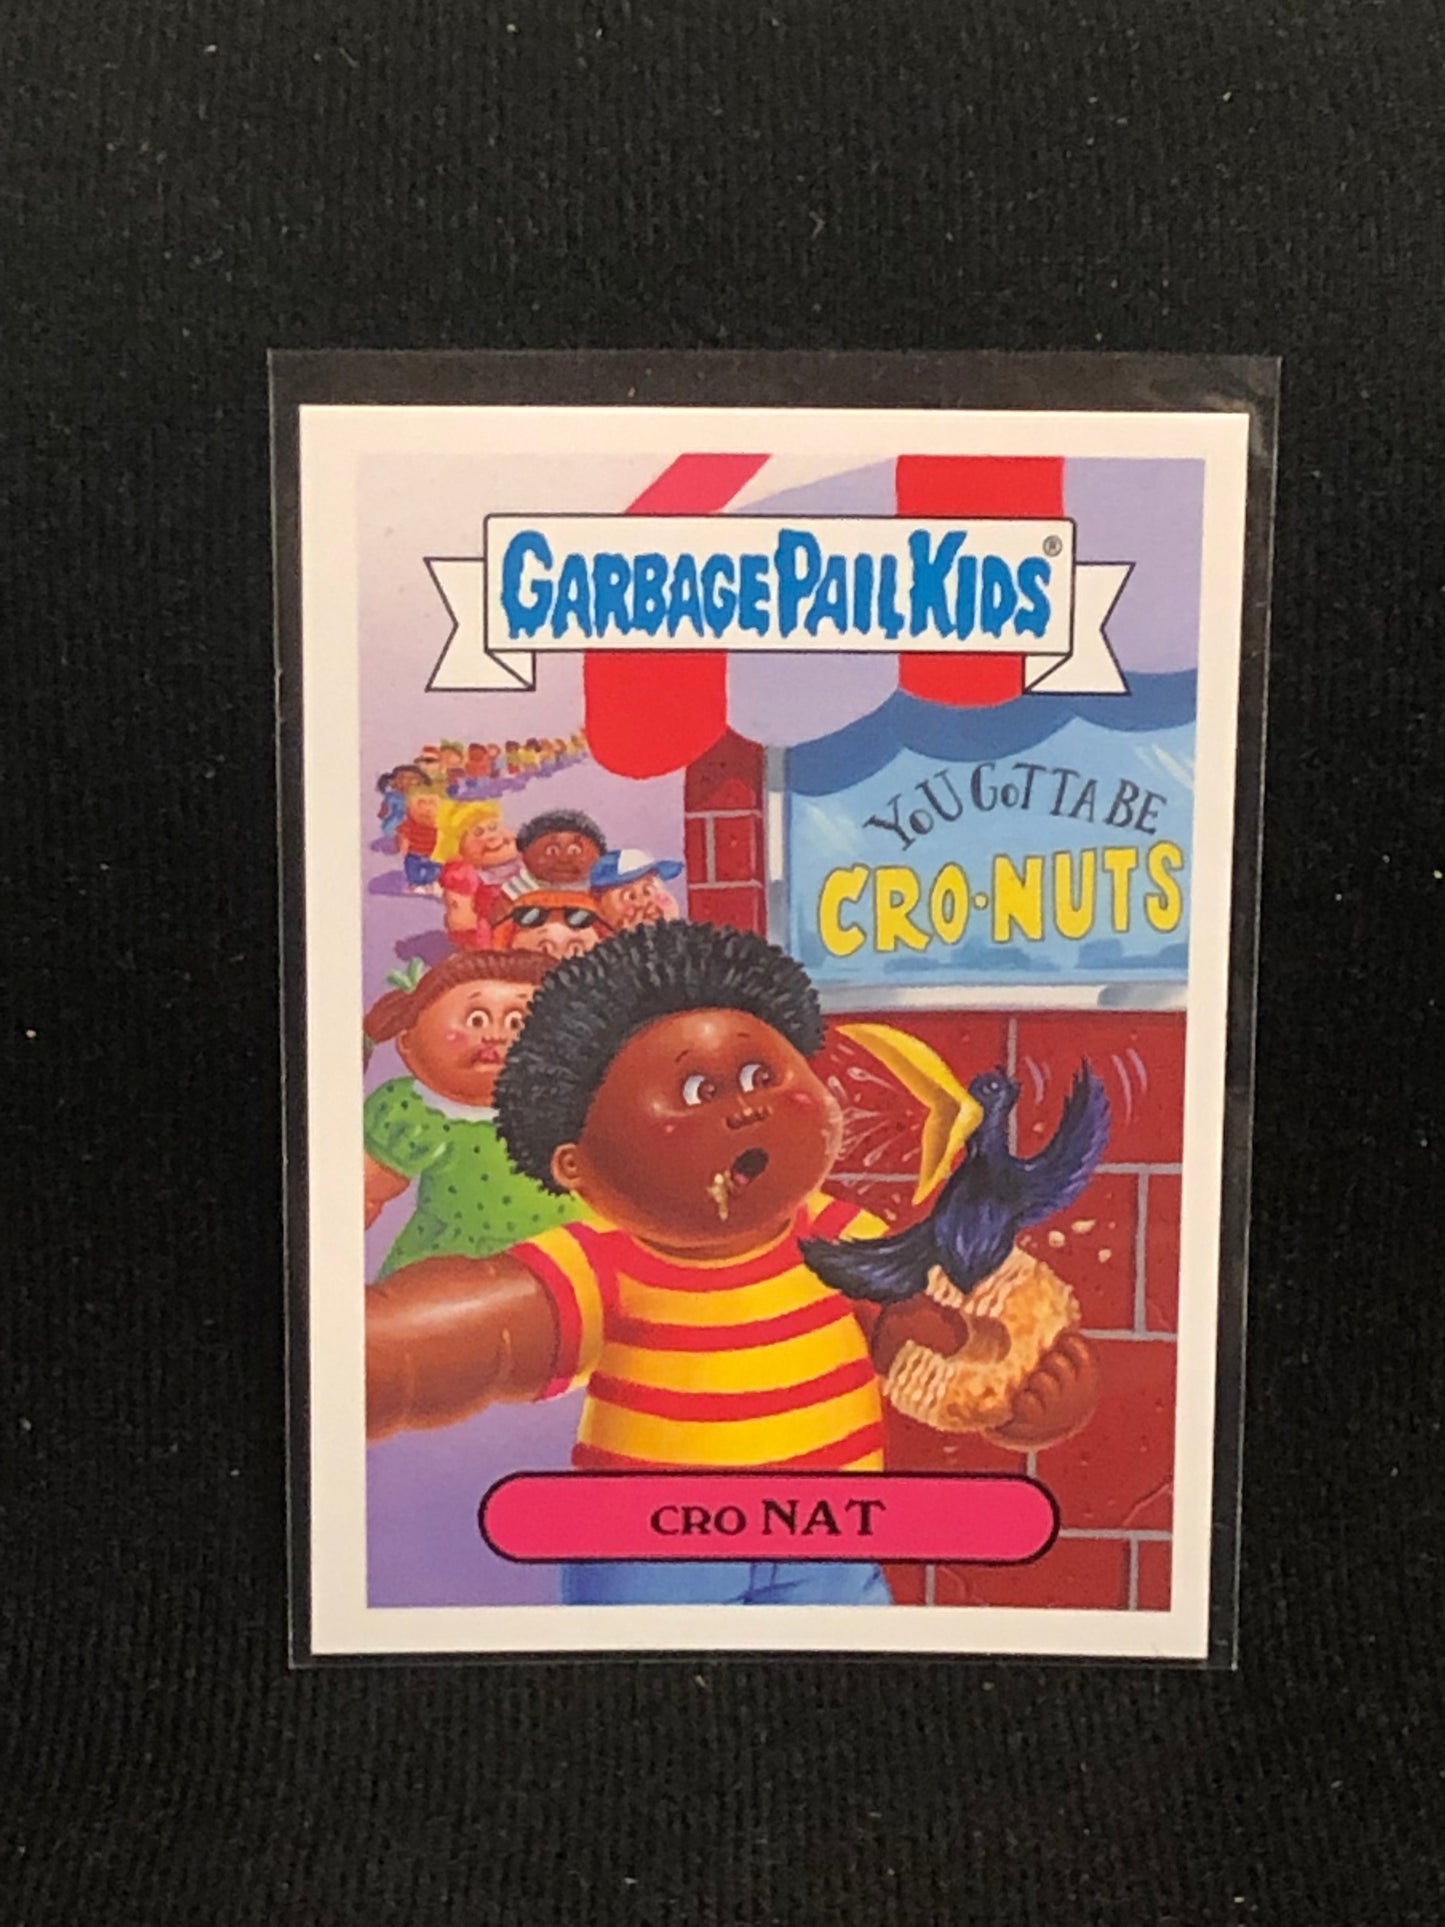 GARBAGE PAIL KIDS®
YOU GOTTA BE
CRO-NUTS
CRO NAT